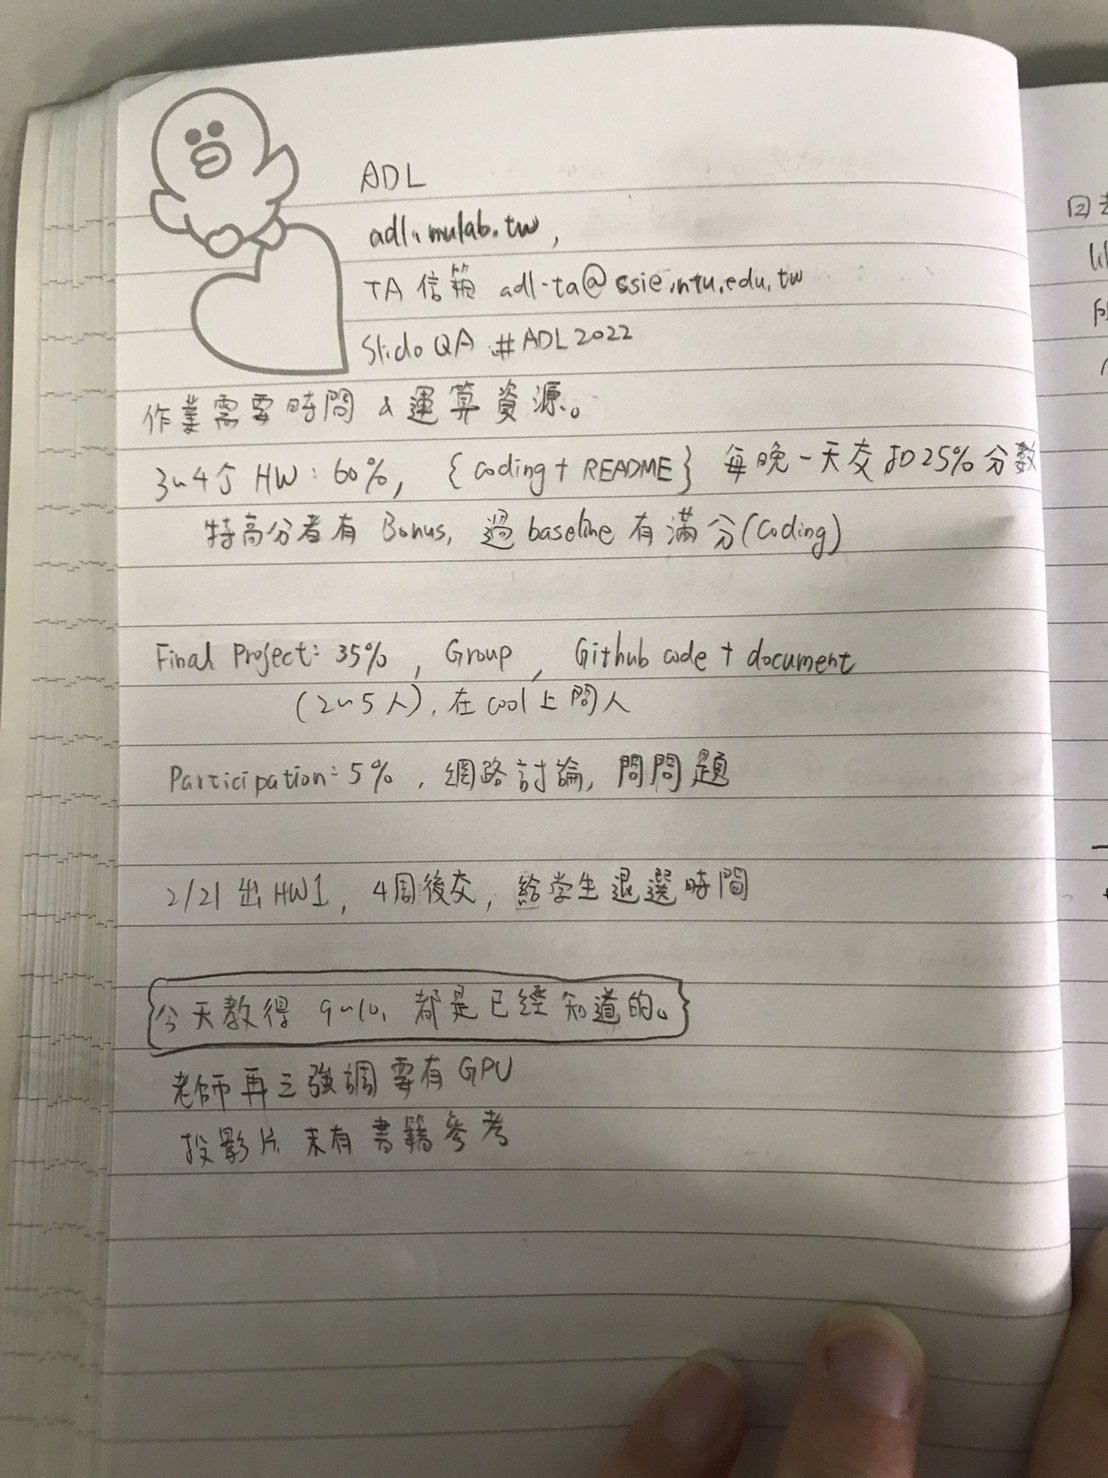 ADL
adl.mulab.tw,
TA信箱 adl-ta@csie.ntu.edu.tw
Slido QA #ADL2022
作業需要時間 & 運算資源。
3~4个 HW: 60%, {coding + README} 每晚一天交扣25%分數
特高分者有 Bonus, 過 baseline 有滿分(coding)
Final Project: 35%, Group, Github code + document
(2~5人), 在 cool 上問人
Participation: 5%, 網路討論, 問問題
2/21 出 HW1, 4周後交, 給學生退選時間
{今天教得 9~10, 都是已經知道的。}
老師再三強調要有 GPU
投影片末有書籍參考
回去